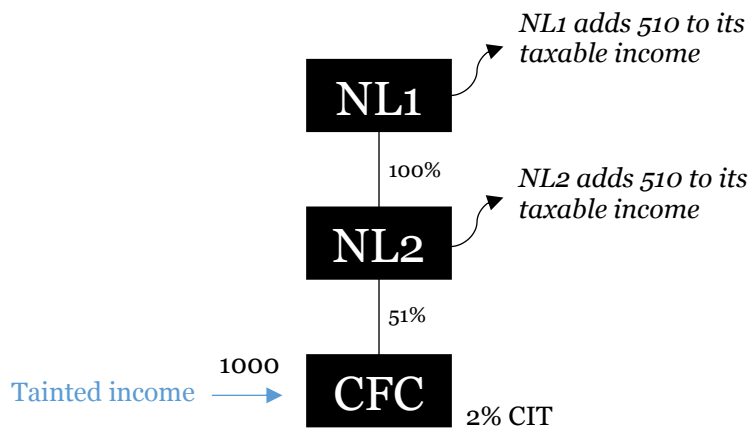 NL1 adds 510 to its
taxable income
NL1
100%
NL2 adds 510 to its
taxable income
NL2
51%
1000
Tainted income
CFC
2% CIT